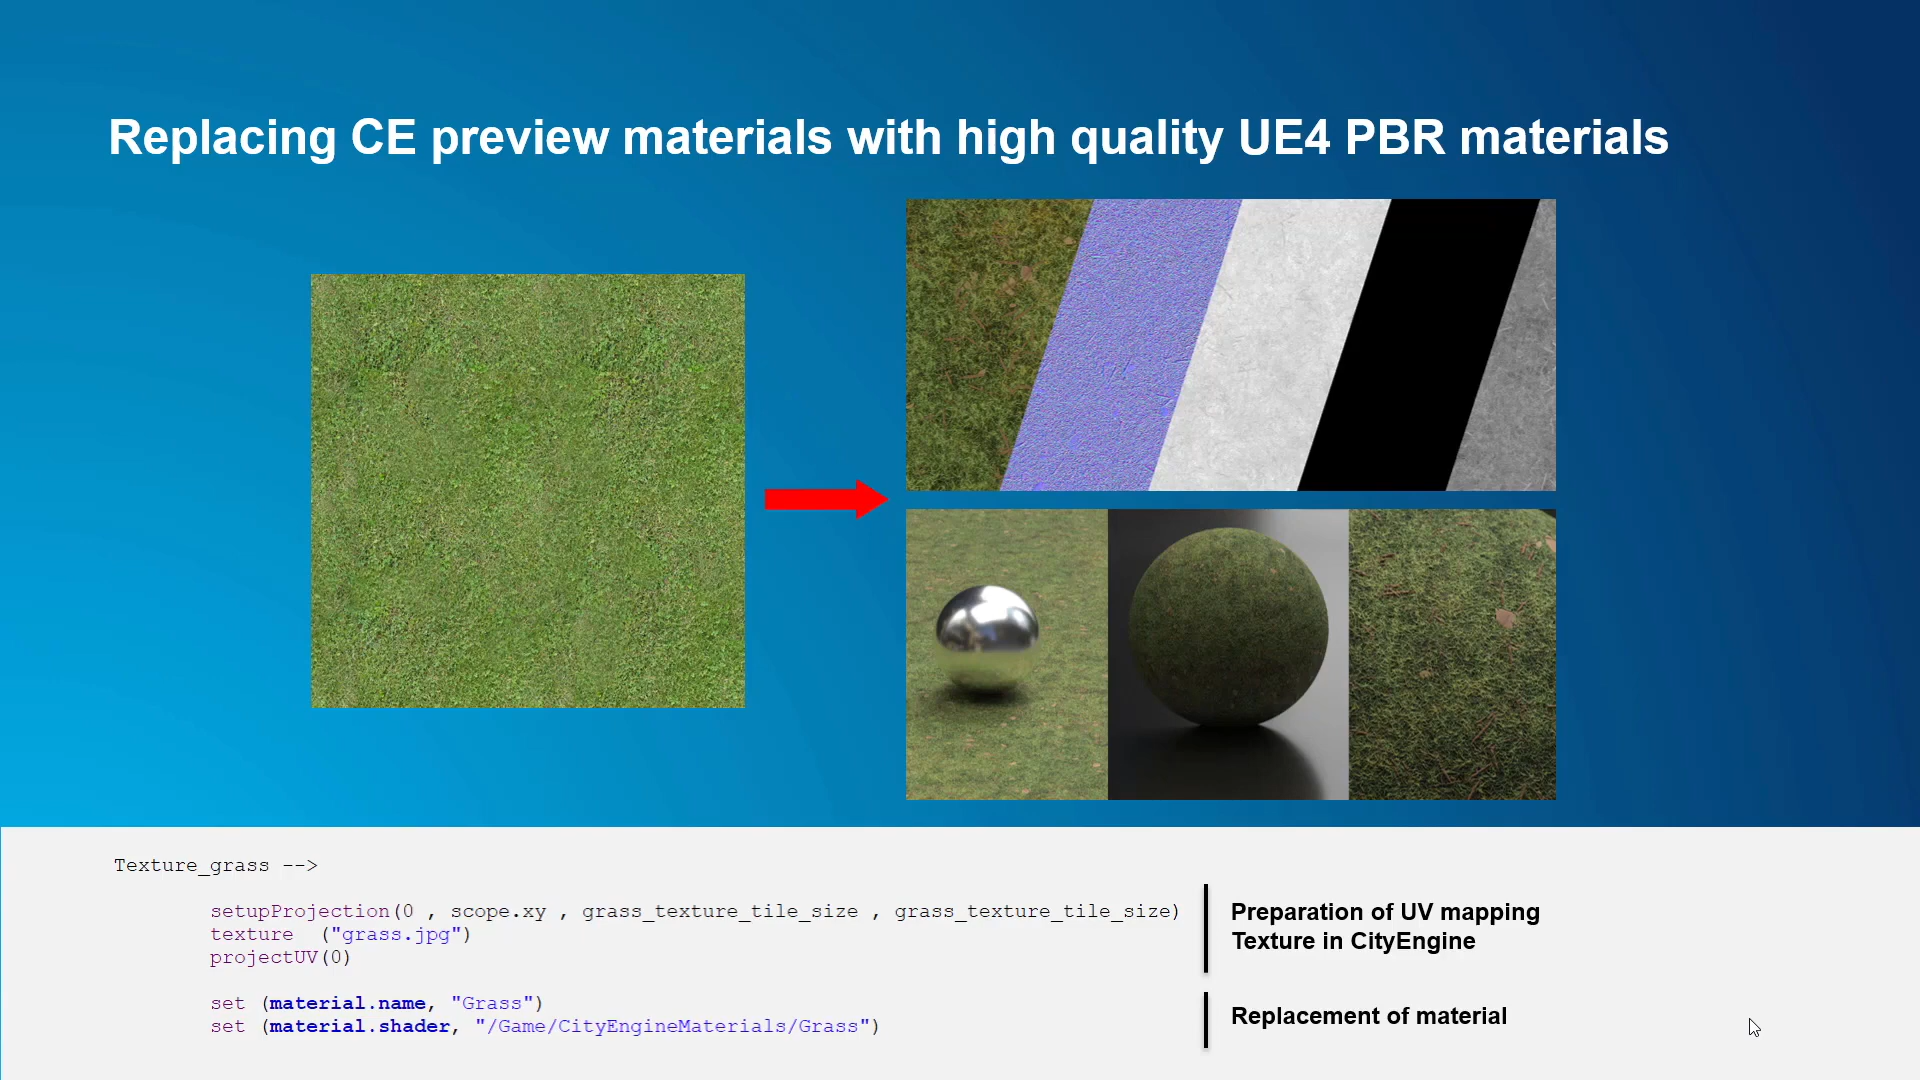 Replacing CE preview materials with high quality UE4 PBR materials
Texture_grass -->
setupProjection(0 , scope.xy , grass_texture_tile_size , grass_texture_tile_size)
texture  ("grass.jpg")
projectUV(0)
Preparation of UV mapping
Texture in CityEngine
set (material.name, "Grass")
set (material.shader, "/Game/CityEngineMaterials/Grass")
Replacement of material